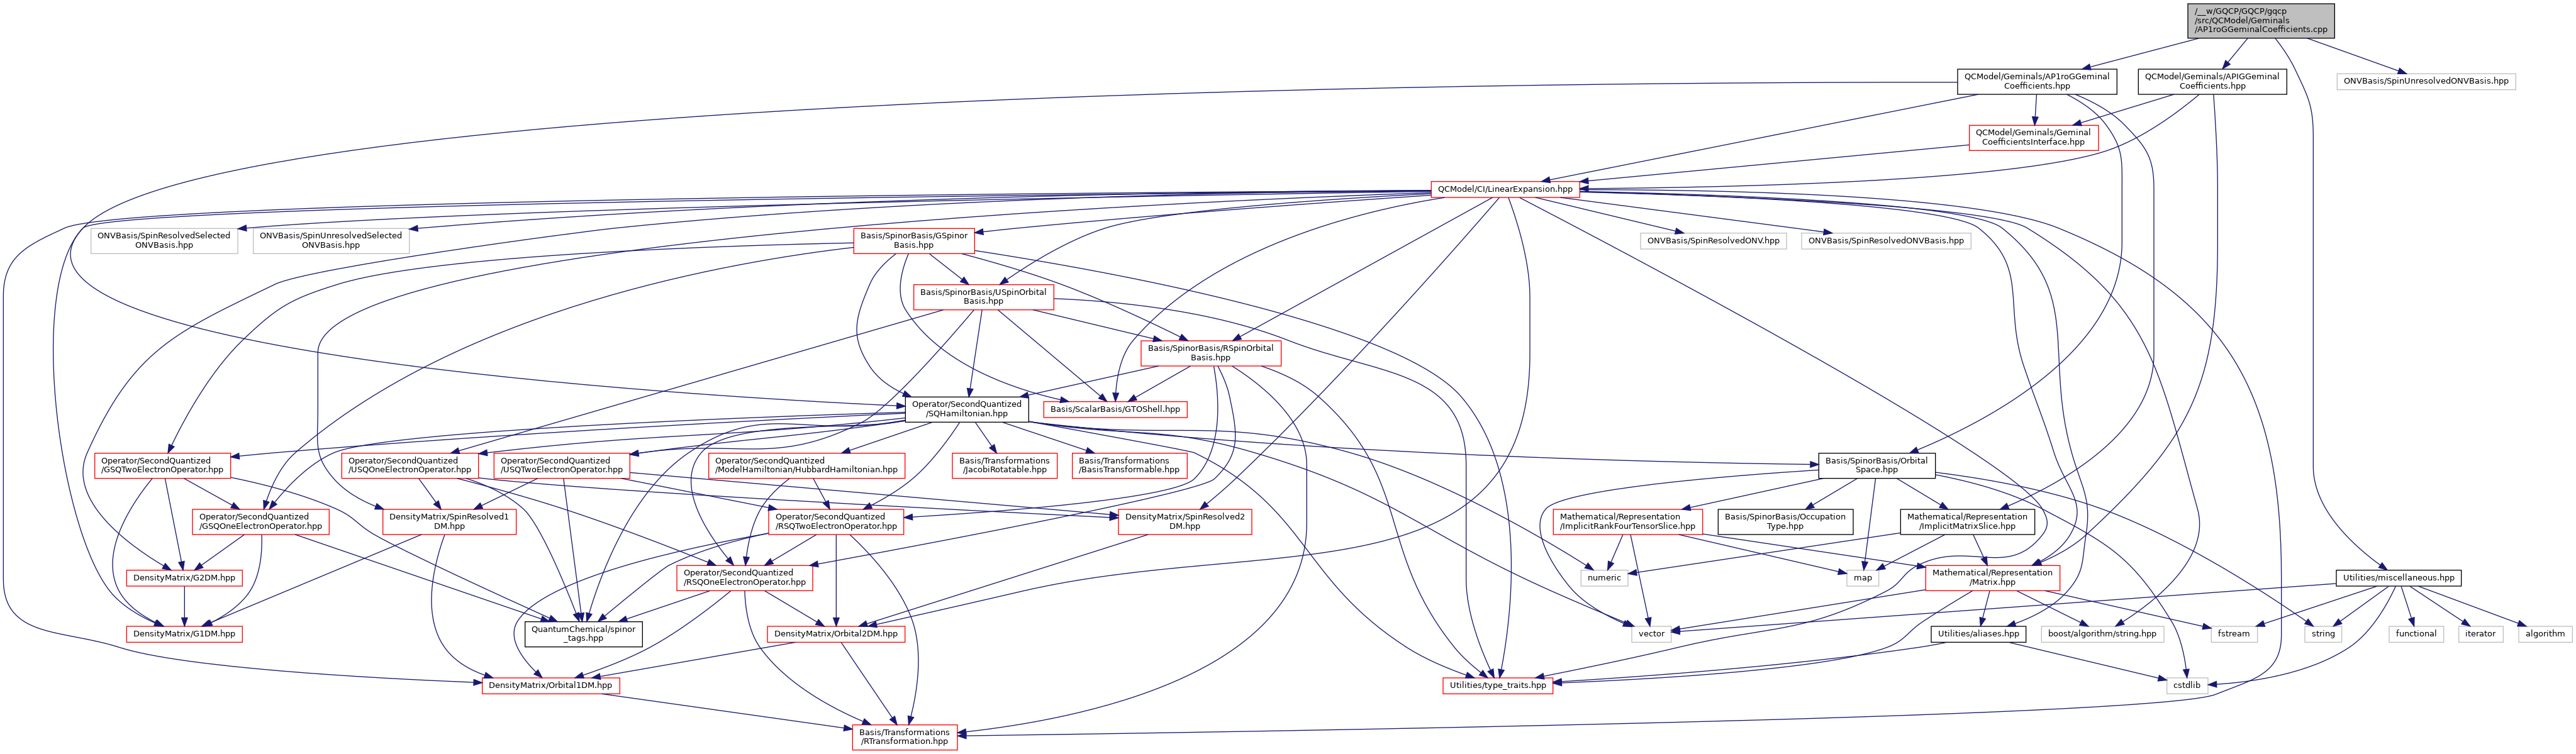 /__w/GQCP/GQCP/gqcp
/src/QCModel/Geminals
/AP1roGGeminalCoefficients.cpp
QCModel/Geminals/AP1roGGeminal
Coefficients.hpp
QCModel/Geminals/APIGGeminal
Coefficients.hpp
ONVBasis/SpinUnresolvedONVBasis.hpp
QCModel/Geminals/Geminal
CoefficientsInterface.hpp
QCModel/CI/LinearExpansion.hpp
ONVBasis/SpinResolvedSelected
ONVBasis.hpp
ONVBasis/SpinUnresolvedSelected
ONVBasis.hpp
Basis/SpinorBasis/GSpinor
Basis.hpp
ONVBasis/SpinResolvedONV.hpp
ONVBasis/SpinResolvedONVBasis.hpp
Basis/SpinorBasis/USpinOrbital
Basis.hpp
Basis/SpinorBasis/RSpinOrbital
Basis.hpp
Operator/SecondQuantized
/SQHamiltonian.hpp
Basis/ScalarBasis/GTOShell.hpp
Operator/SecondQuantized
/GSQTwoElectronOperator.hpp
Operator/SecondQuantized
/USQOneElectronOperator.hpp
Operator/SecondQuantized
/USQTwoElectronOperator.hpp
Operator/SecondQuantized
/ModelHamiltonian/HubbardHamiltonian.hpp
Basis/Transformations
/JacobiRotatable.hpp
Basis/Transformations
/BasisTransformable.hpp
Basis/SpinorBasis/Orbital
Space.hpp
Operator/SecondQuantized
/GSQOneElectronOperator.hpp
DensityMatrix/SpinResolved1
DM.hpp
Operator/SecondQuantized
/RSQTwoElectronOperator.hpp
DensityMatrix/SpinResolved2
DM.hpp
Mathematical/Representation
/ImplicitRankFourTensorSlice.hpp
Basis/SpinorBasis/Occupation
Type.hpp
Mathematical/Representation
/ImplicitMatrixSlice.hpp
DensityMatrix/G2DM.hpp
Operator/SecondQuantized
/RSQOneElectronOperator.hpp
numeric
map
Mathematical/Representation
/Matrix.hpp
Utilities/miscellaneous.hpp
DensityMatrix/G1DM.hpp
QuantumChemical/spinor
_tags.hpp
DensityMatrix/Orbital2DM.hpp
vector
Utilities/aliases.hpp
boost/algorithm/string.hpp
fstream
string
functional
iterator
algorithm
DensityMatrix/Orbital1DM.hpp
Utilities/type_traits.hpp
cstdlib
Basis/Transformations
/RTransformation.hpp